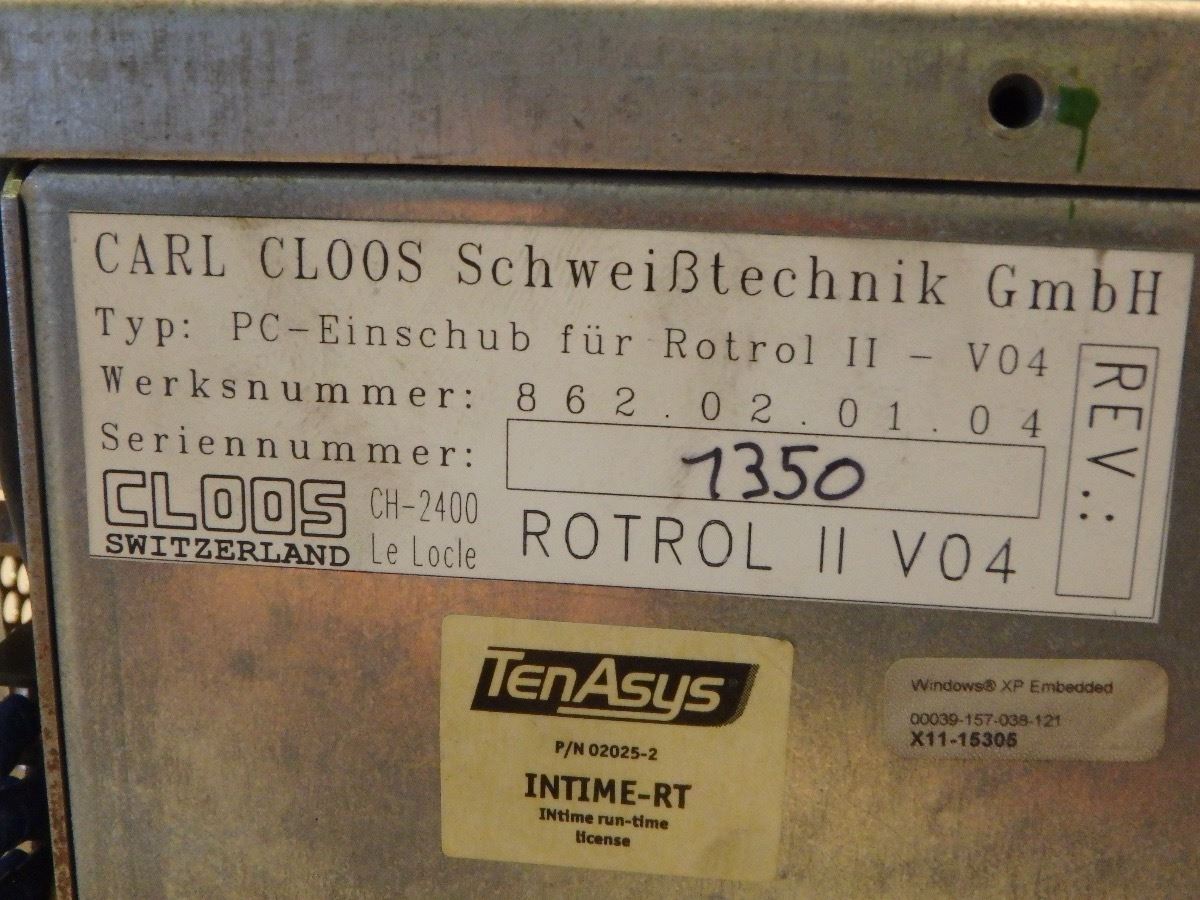 CARL CLOOS Schweißtechnik GmbH
Typ: PC-Einschub für Rotrol II - V04
Werksnummer: 862.02.01.04
Seriennummer: 1350
REV.:
CLOOS
SWITZERLAND
CH-2400
Le Locle
ROTROL II V04
TenAsys
P/N 02025-2
INTIME-RT
INtime run-time
license
Windows® XP Embedded
00039-157-038-121
X11-15305